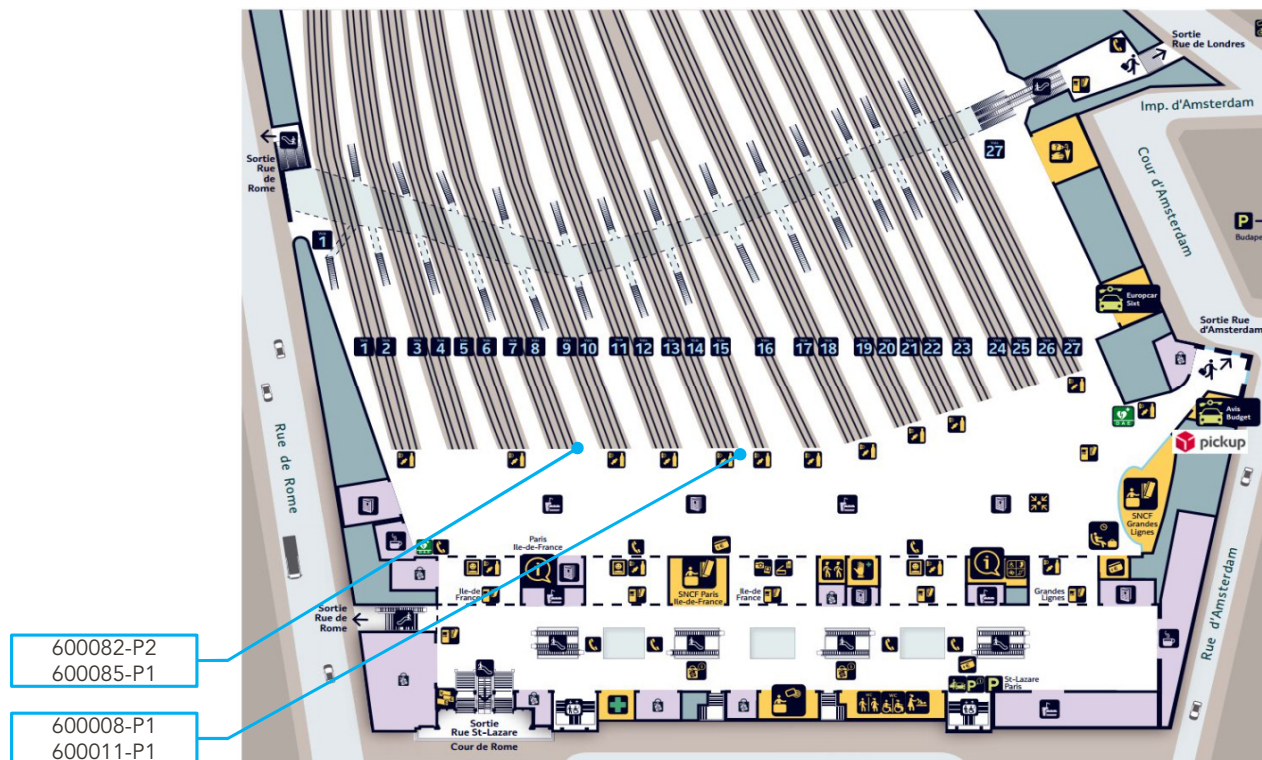 Sortie
Rue de Londres
Imp. d'Amsterdam
Cour d'Amsterdam
Sortie
Rue
de
Rome
Voie
27
Voie
1
P
Europcar
Sixt
Sortie Rue
d'Amsterdam
1 2 3 4 5 6 7 8 9 10 11 12 13 14 15 16 17 18 19 20 21 22 23 24 25 26 27
Avis
Budget
DAE
pickup
Rue de Rome
SNCF
Grandes
Lignes
Paris
Ile-de-France
Ile-de
France
SNCF Paris
Ile-de-France
Ile-de
France
Grandes
Lignes
Sortie
Rue de
Rome
Rue d'Amsterdam
600082-P2
600085-P1
P
P
St-Lazare
Paris
WC
WC
600008-P1
600011-P1
Sortie
Rue St-Lazare
Cour de Rome